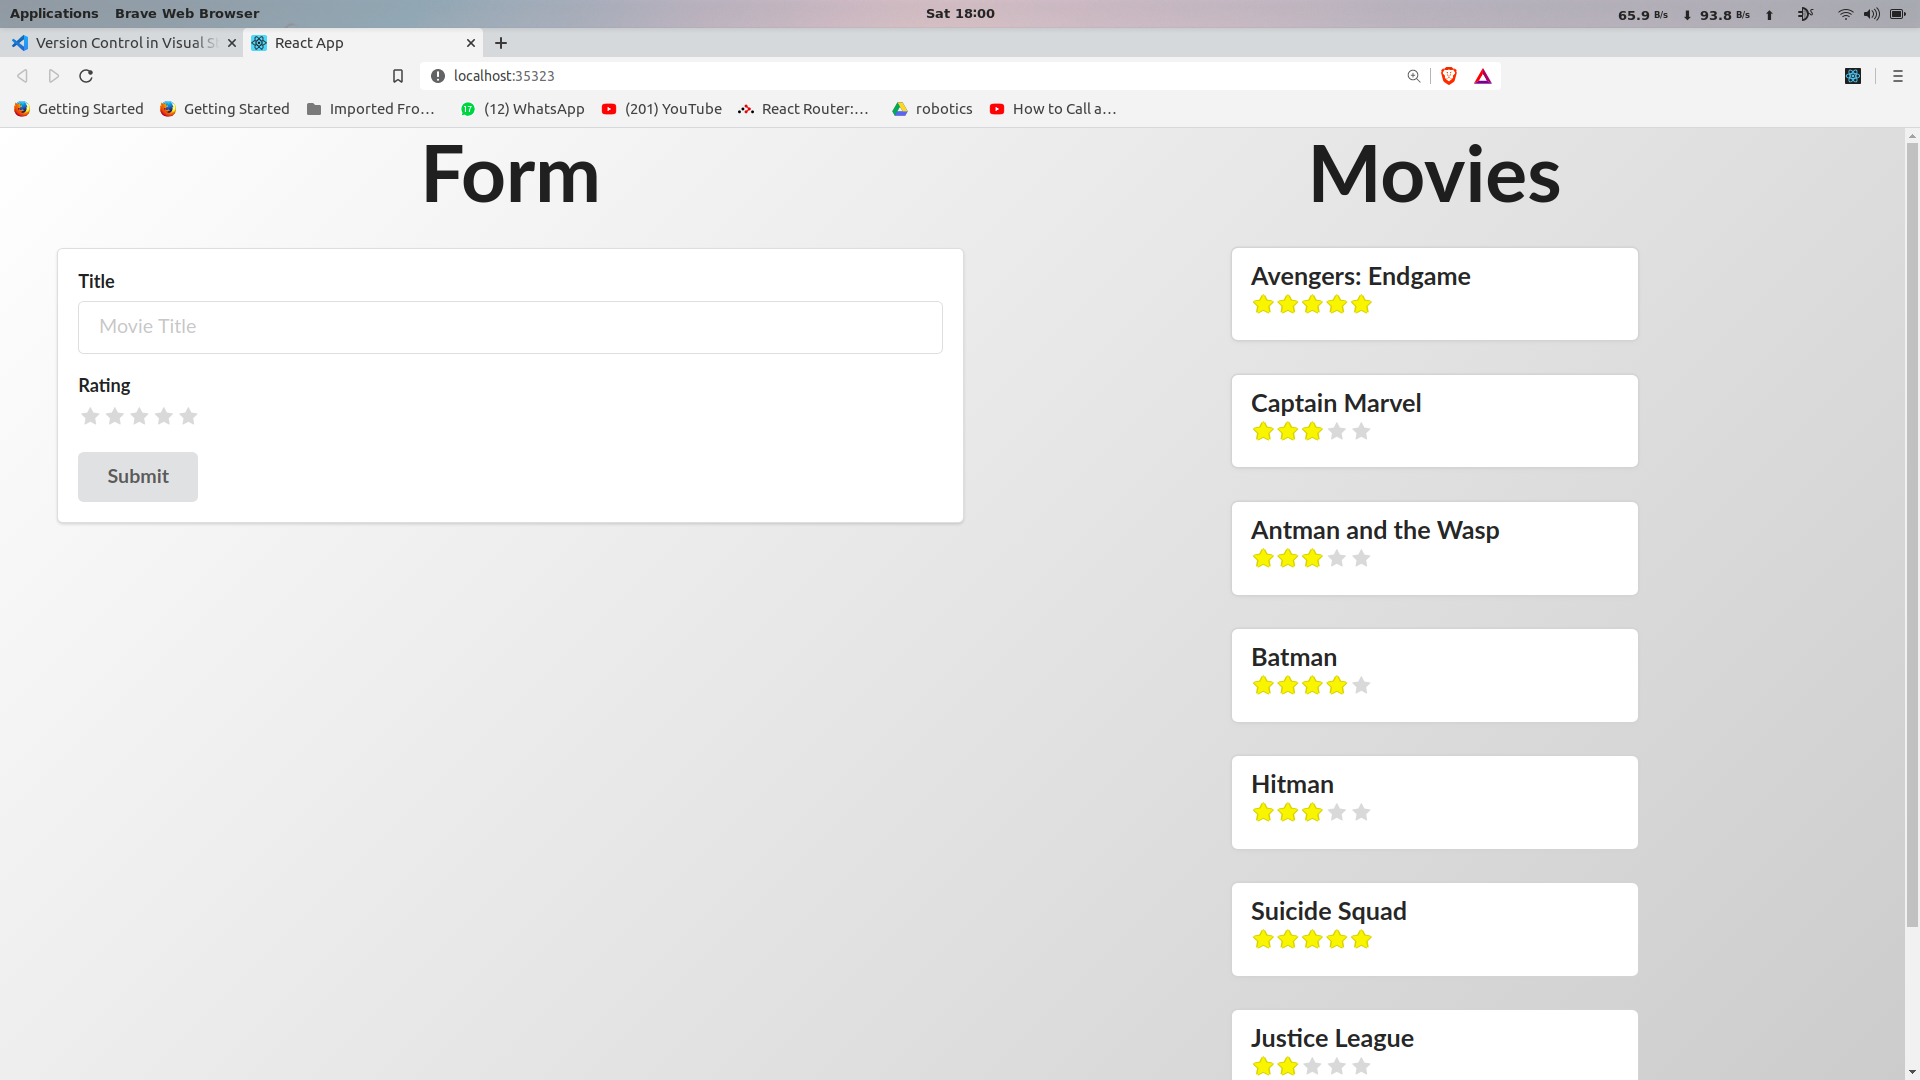 Applications Brave Web Browser Sat 18:00 65.9 B/s 93.8 B/s
Version Control in Visual S React App
localhost:35323
Getting Started Getting Started Imported Fro... 17 (12) WhatsApp (201) YouTube React Router:... robotics How to Call a...
Form
Title
Movie Title
Rating
Submit
Movies
Avengers: Endgame
Captain Marvel
Antman and the Wasp
Batman
Hitman
Suicide Squad
Justice League